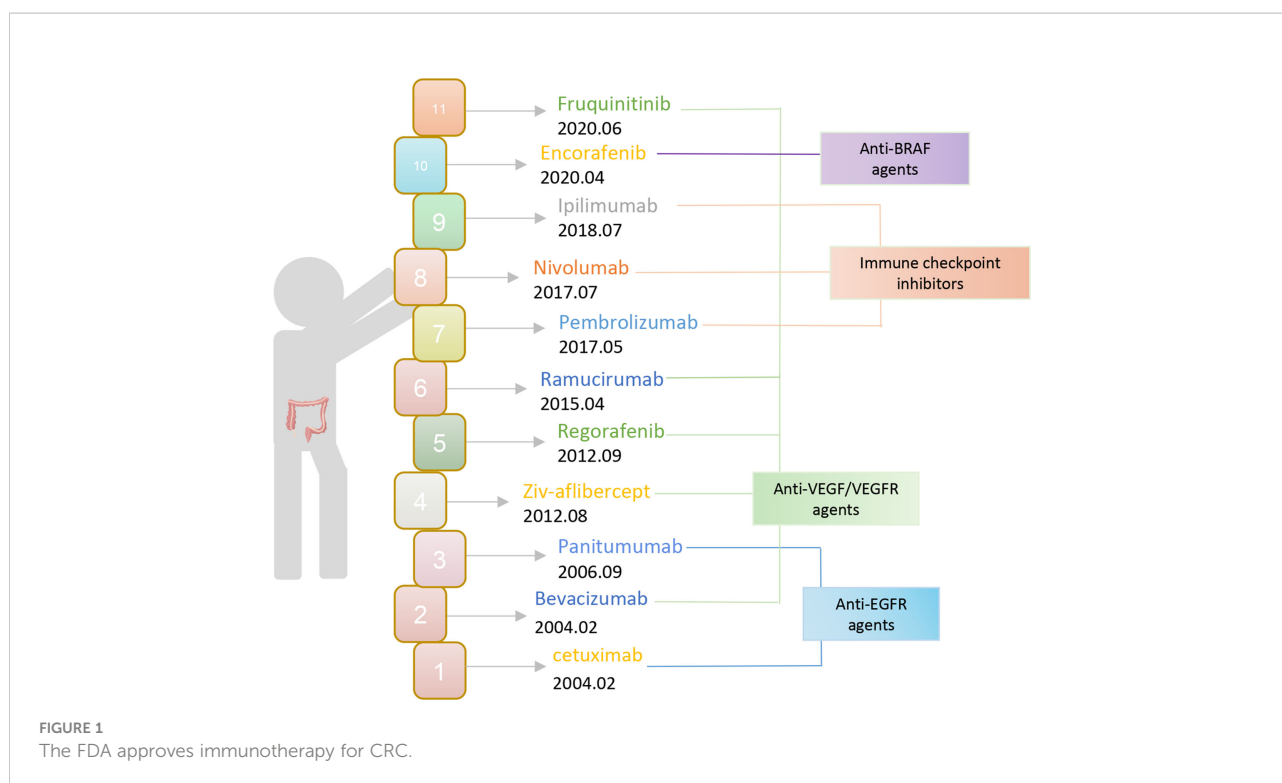 11
Fruquinitinib
2020.06
10
Encorafenib
2020.04
Anti-BRAF
agents
9
Ipilimumab
2018.07
8
Nivolumab
2017.07
Immune checkpoint
inhibitors
7
Pembrolizumab
2017.05
6
Ramucirumab
2015.04
5
Regorafenib
2012.09
4
Ziv-aflibercept
2012.08
Anti-VEGF/VEGFR
agents
3
Panitumumab
2006.09
2
Bevacizumab
2004.02
Anti-EGFR
agents
1
cetuximab
2004.02
FIGURE 1
The FDA approves immunotherapy for CRC.